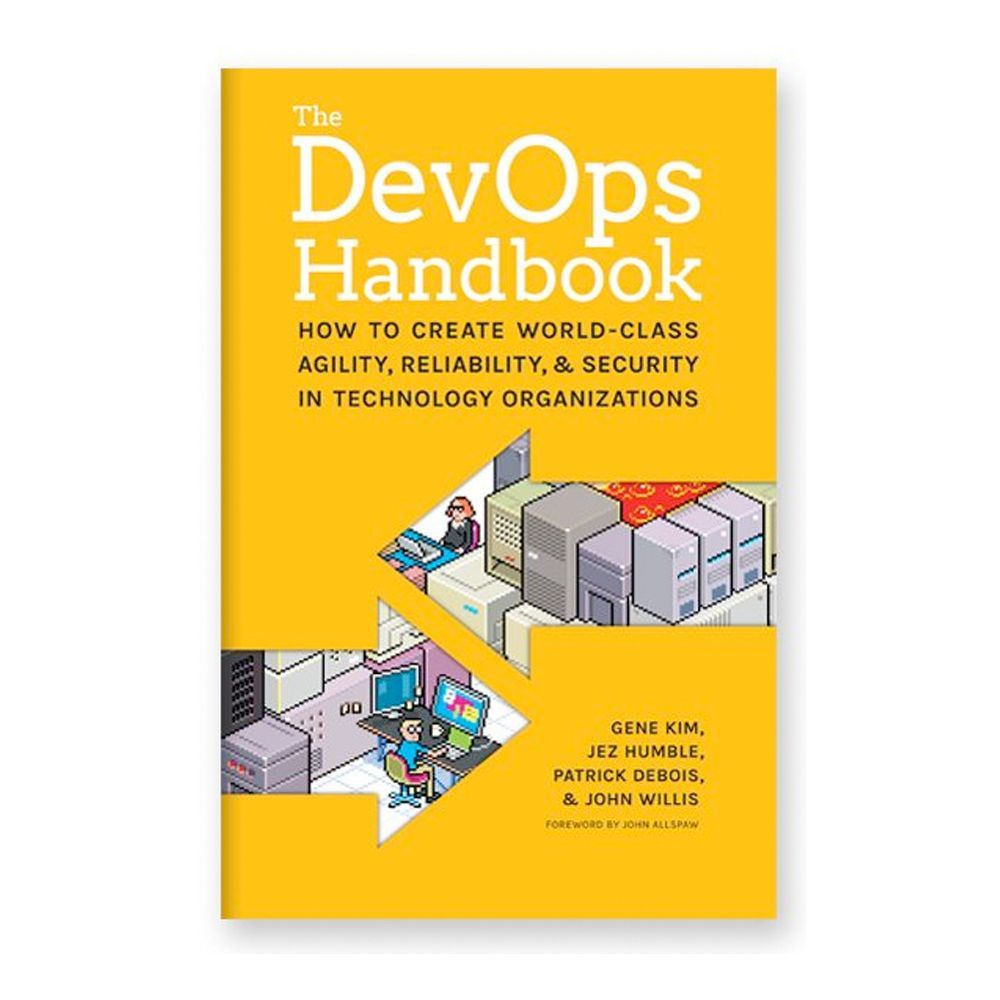 The
DevOps
Handbook
HOW TO CREATE WORLD-CLASS
AGILITY, RELIABILITY, & SECURITY
IN TECHNOLOGY ORGANIZATIONS
GENE KIM,
JEZ HUMBLE,
PATRICK DEBOIS,
& JOHN WILLIS
FOREWORD BY JOHN ALLSPAW